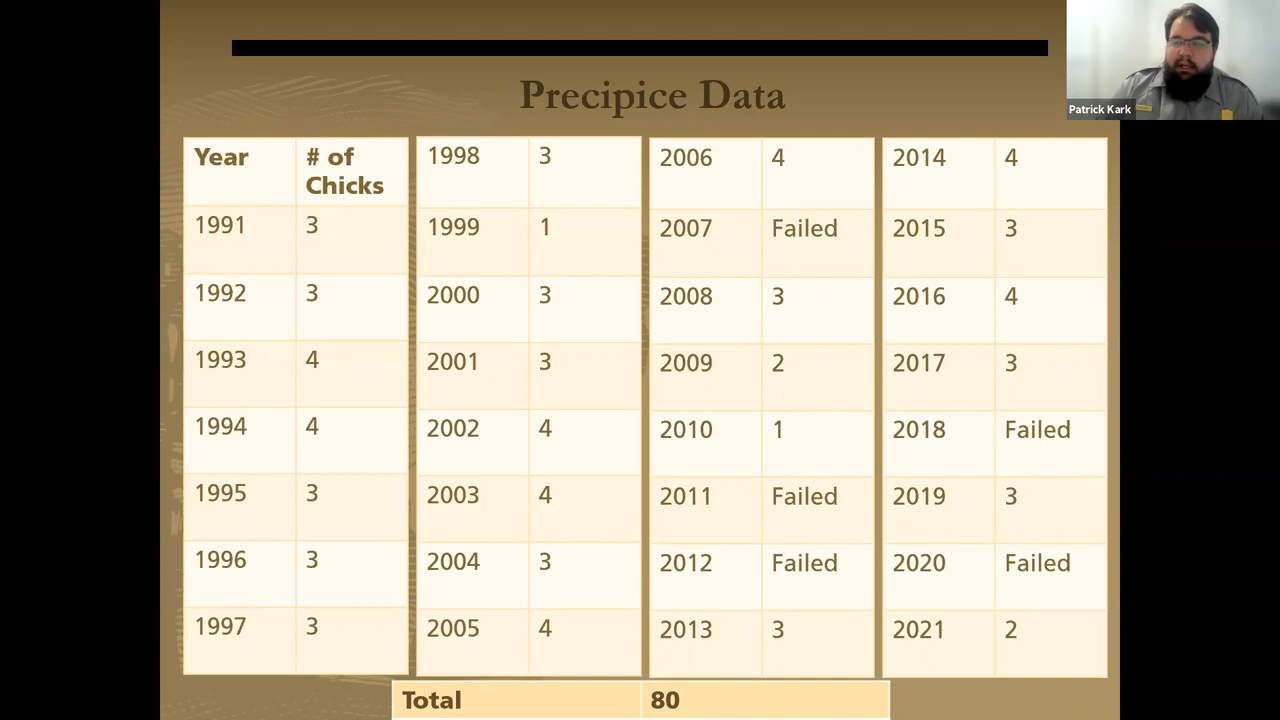 Precipice Data
Patrick Kark
Year # of Chicks
1991 3
1992 3
1993 4
1994 4
1995 3
1996 3
1997 3
1998 3
1999 1
2000 3
2001 3
2002 4
2003 4
2004 3
2005 4
2006 4
2007 Failed
2008 3
2009 2
2010 1
2011 Failed
2012 Failed
2013 3
2014 4
2015 3
2016 4
2017 3
2018 Failed
2019 3
2020 Failed
2021 2
Total 80